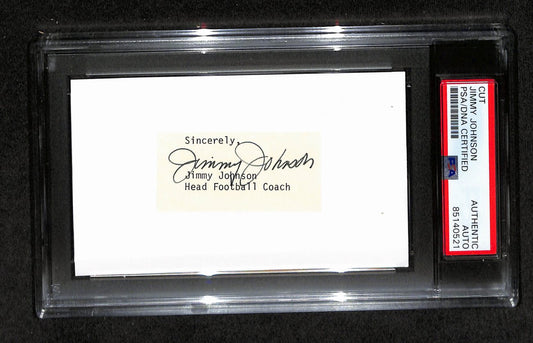 Sincerely,
Jimmy Johnson
Jimmy Johnson
Head Football Coach
CUT
JIMMY JOHNSON
PSA/DNA CERTIFIED
PSA
AUTHENTIC
AUTO
85140521